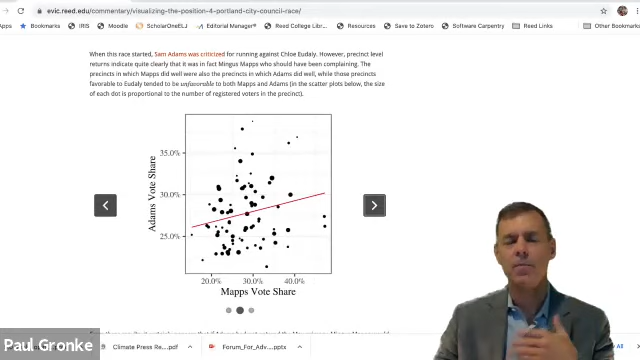 evic.reed.edu/commentary/visualizing-the-position-4-portland-city-council-race/
Apps EVIC IRIS Moodle ScholarOneELJ Editorial Manager® Reed College Librar... Resources Save to Zotero Scottbot Reed Links Other Bookmarks
When this race started, Sam Adams was criticized for running against Chloe Eudaly. However, precinct level
returns indicate quite clearly that it was in fact Mingus Mapps who should have been complaining. The
precincts in which Mapps did well were also the precincts in which Adams did well, while those precincts
favorable to Eudaly tended to be unfavorable to both Mapps and Adams (in the scatter plots below, the size
of each dot is proportional to the number of registered voters in the precinct).
35.0%
30.0%
25.0%
Adams Vote Share
20.0% 30.0% 40.0%
Mapps Vote Share
Paul Gronke
Climate Press Re....pdf
Forum_For_Adv....pptx
All